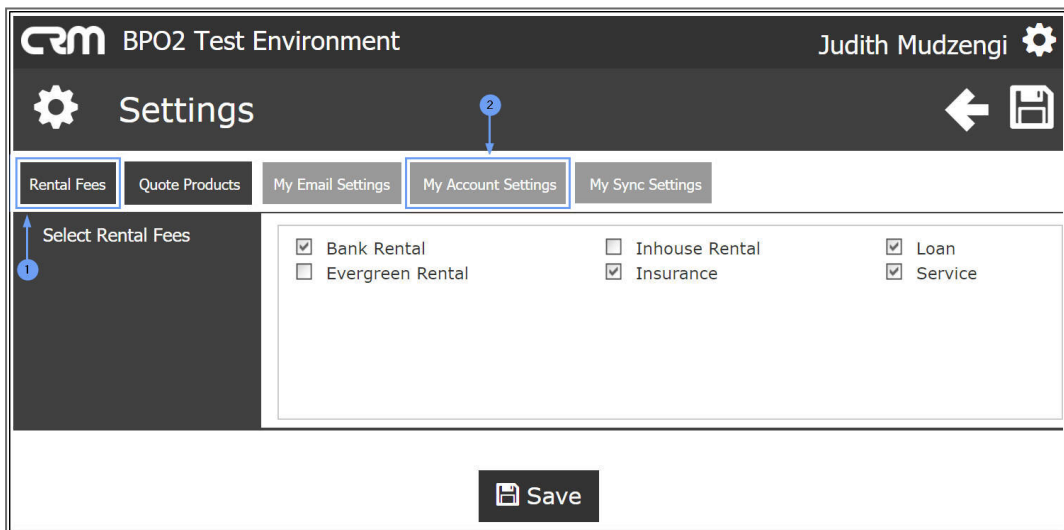 CRM BPO2 Test Environment Judith Mudzengi
Settings
2
Rental Fees Quote Products My Email Settings My Account Settings My Sync Settings
Select Rental Fees
Bank Rental Inhouse Rental Loan
1
Evergreen Rental Insurance Service
Save